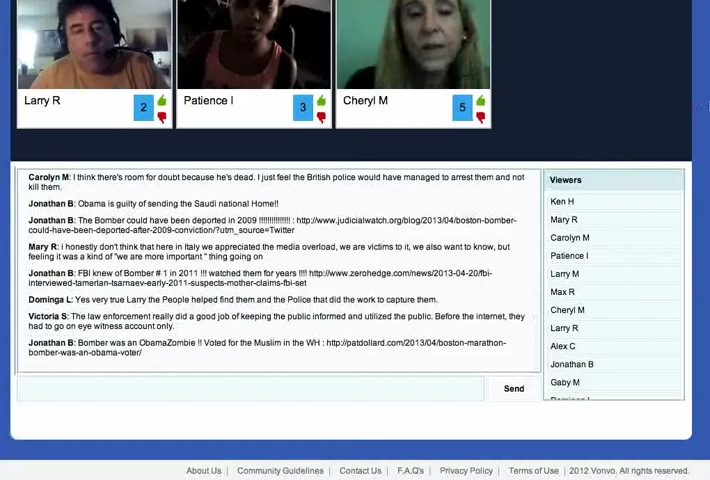 Larry R
2
Patience I
3
Cheryl M
5
Carolyn M: I think there's room for doubt because he's dead. I just feel the British police would have managed to arrest them and not
kill them.
Jonathan B: Obama is guilty of sending the Saudi national Home!!
Jonathan B: The Bomber could have been deported in 2009 !!!!!!!!!!!!!!! : http://www.judicialwatch.org/blog/2013/04/boston-bomber-
could-have-been-deported-after-2009-conviction/?utm_source=Twitter
Mary R: i honestly don't think that here in italy we appreciated the media overload, we are victims to it, we also want to know, but
feeling it was a kind of "we are more important " thing going on
Jonathan B: FBI knew of Bomber # 1 in 2011 !!! watched them for years !!!! http://www.zerohedge.com/news/2013-04-20/fbi-
interviewed-tamerlan-tsarnaev-early-2011-suspects-mother-claims-fbi-set
Dominga L: Yes very true Larry the People helped find them and the Police that did the work to capture them.
Victoria S: The law enforcement really did a good job of keeping the public informed and utilized the public. Before the internet, they
had to go on eye witness account only.
Jonathan B: Bomber was an ObamaZombie !! Voted for the Muslim in the WH : http://patdollard.com/2013/04/boston-marathon-
bomber-was-an-obama-voter/
Send
Viewers
Ken H
Mary R
Carolyn M
Patience I
Larry M
Max R
Cheryl M
Larry R
Alex C
Jonathan B
Gaby M
About Us | Community Guidelines | Contact Us | F.A.Q's | Privacy Policy | Terms of Use | 2012 Vonvo. All rights reserved.